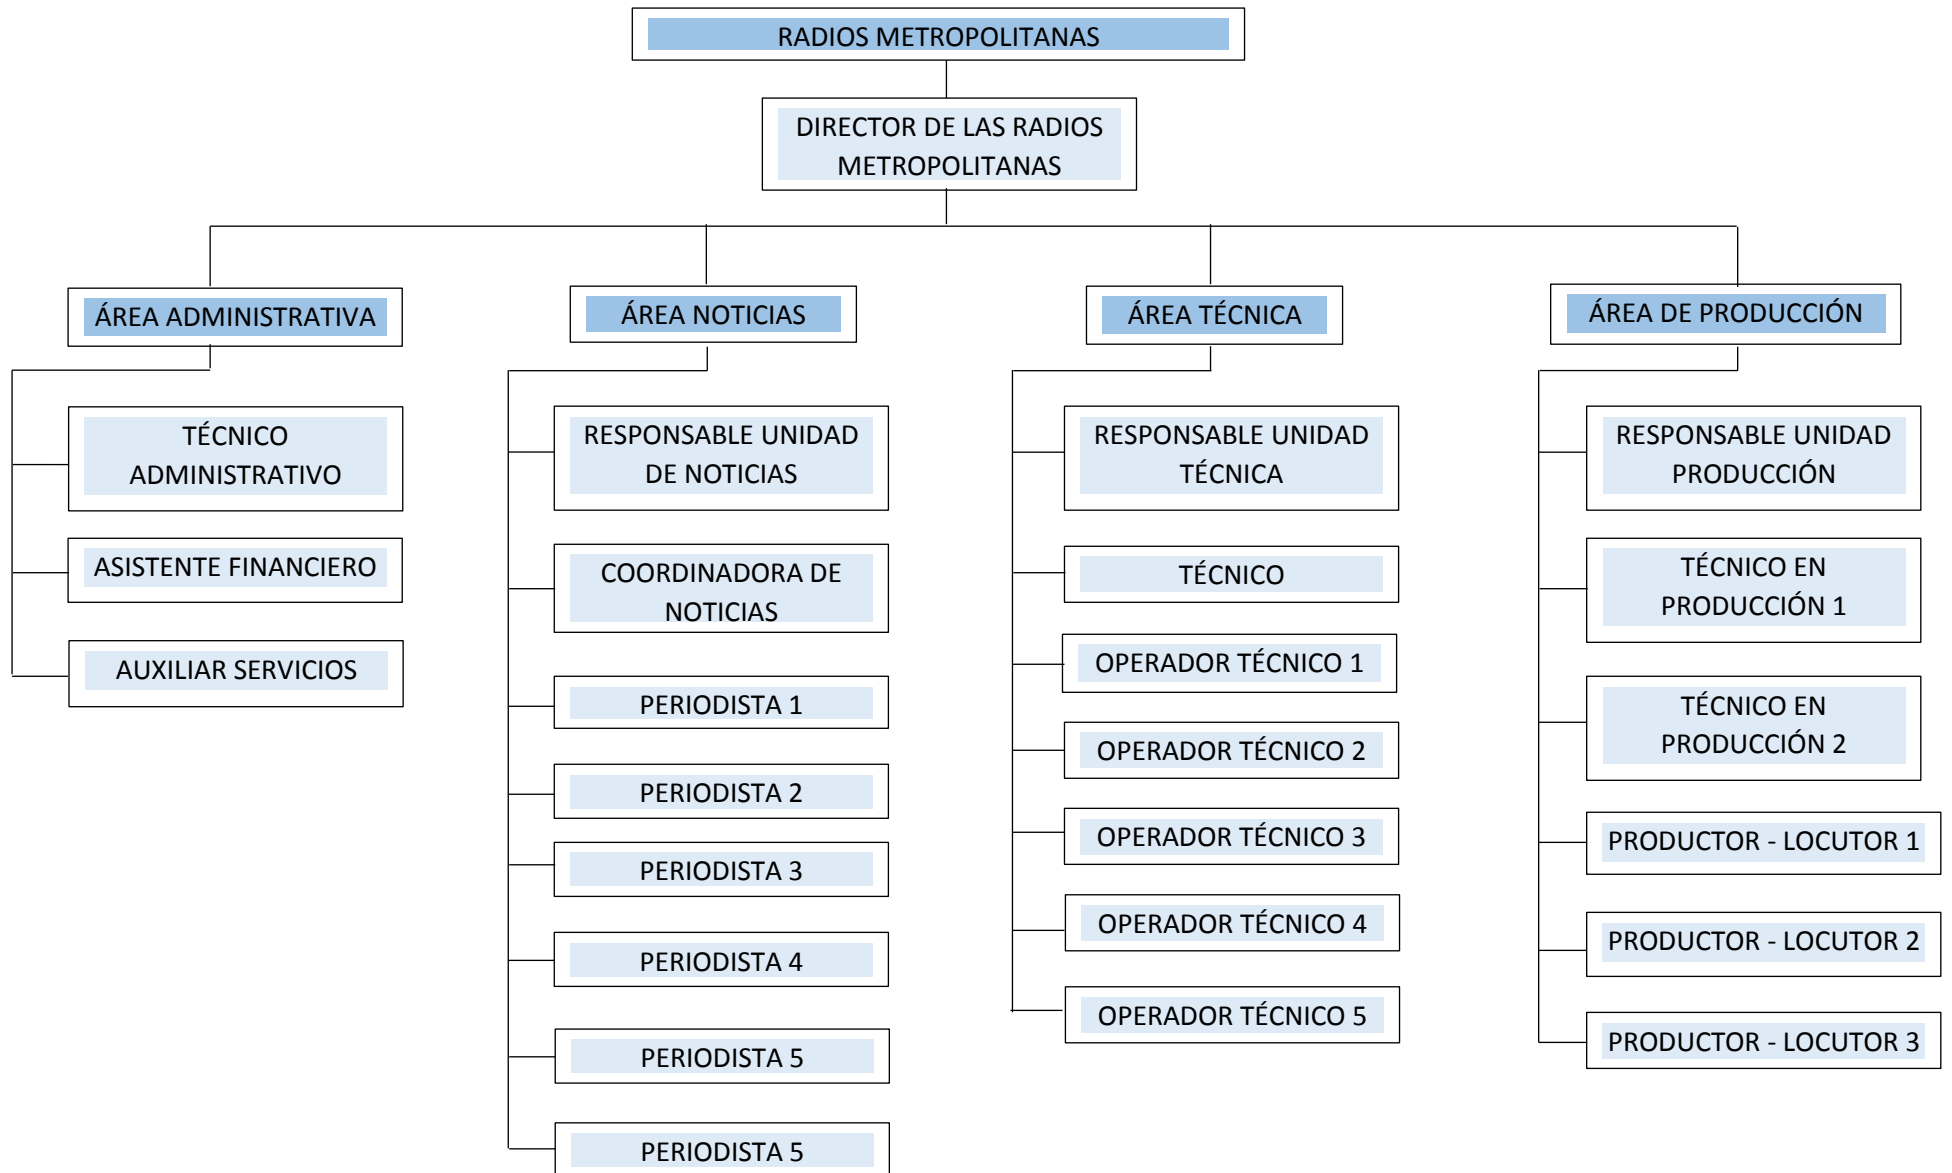 RADIOS METROPOLITANAS
DIRECTOR DE LAS RADIOS
METROPOLITANAS
ÁREA ADMINISTRATIVA
TÉCNICO
ADMINISTRATIVO
ASISTENTE FINANCIERO
AUXILIAR SERVICIOS
ÁREA NOTICIAS
RESPONSABLE UNIDAD
DE NOTICIAS
COORDINADORA DE
NOTICIAS
PERIODISTA 1
PERIODISTA 2
PERIODISTA 3
PERIODISTA 4
PERIODISTA 5
PERIODISTA 5
ÁREA TÉCNICA
RESPONSABLE UNIDAD
TÉCNICA
TÉCNICO
OPERADOR TÉCNICO 1
OPERADOR TÉCNICO 2
OPERADOR TÉCNICO 3
OPERADOR TÉCNICO 4
OPERADOR TÉCNICO 5
ÁREA DE PRODUCCIÓN
RESPONSABLE UNIDAD
PRODUCCIÓN
TÉCNICO EN
PRODUCCIÓN 1
TÉCNICO EN
PRODUCCIÓN 2
PRODUCTOR - LOCUTOR 1
PRODUCTOR - LOCUTOR 2
PRODUCTOR - LOCUTOR 3